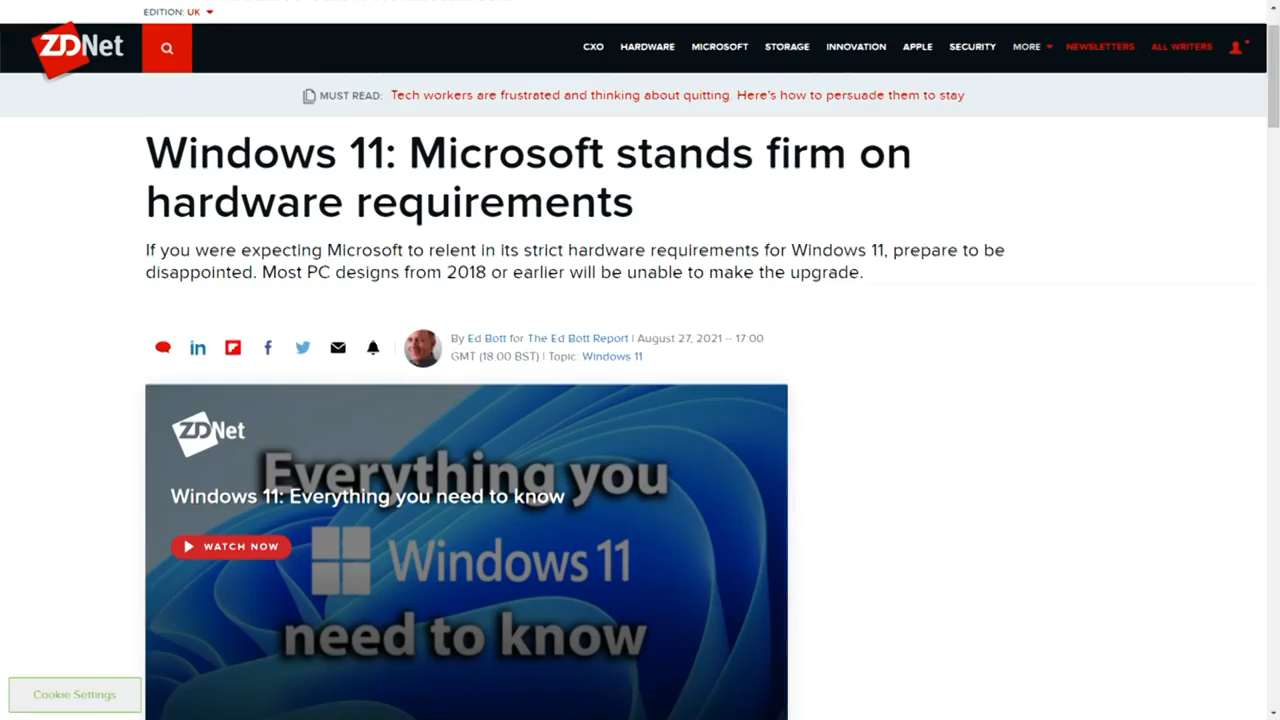 EDITION: UK
ZDNet
CXO HARDWARE MICROSOFT STORAGE INNOVATION APPLE SECURITY MORE NEWSLETTERS ALL WRITERS
MUST READ: Tech workers are frustrated and thinking about quitting. Here's how to persuade them to stay
Windows 11: Microsoft stands firm on
hardware requirements
If you were expecting Microsoft to relent in its strict hardware requirements for Windows 11, prepare to be
disappointed. Most PC designs from 2018 or earlier will be unable to make the upgrade.
By Ed Bott for The Ed Bott Report | August 27, 2021 -- 17:00
GMT (18:00 BST) | Topic: Windows 11
ZDNet
Everything you
Windows 11: Everything you need to know
WATCH NOW
Windows 11
need to know
Cookie Settings